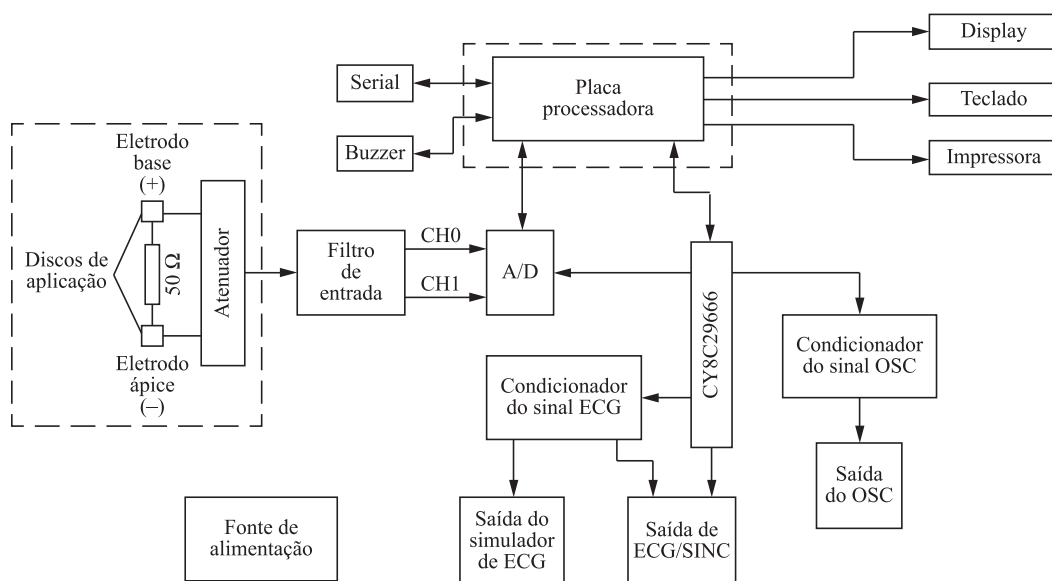 Display
Serial
Placa
processadora
Teclado
Buzzer
Impressora
Eletrodo
base
(+)
Discos de
aplicação
50 Ω
Atenuador
Eletrodo
ápice
(–)
Filtro
de
entrada
CH0
CH1
A/D
CY8C29666
Condicionador
do sinal OSC
Condicionador
do sinal ECG
Saída
do OSC
Fonte de
alimentação
Saída do
simulador
de ECG
Saída de
ECG/SINC